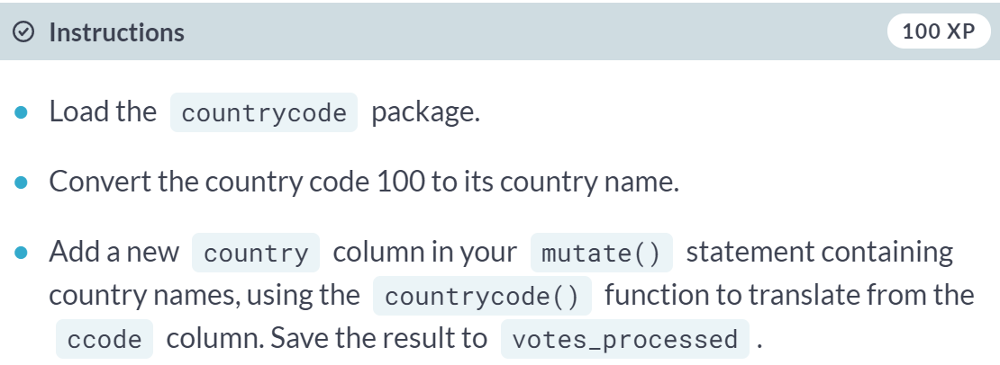 Instructions 100 XP
Load the countrycode package.
Convert the country code 100 to its country name.
Add a new country column in your mutate() statement containing
country names, using the countrycode() function to translate from the
ccode column. Save the result to votes_processed .